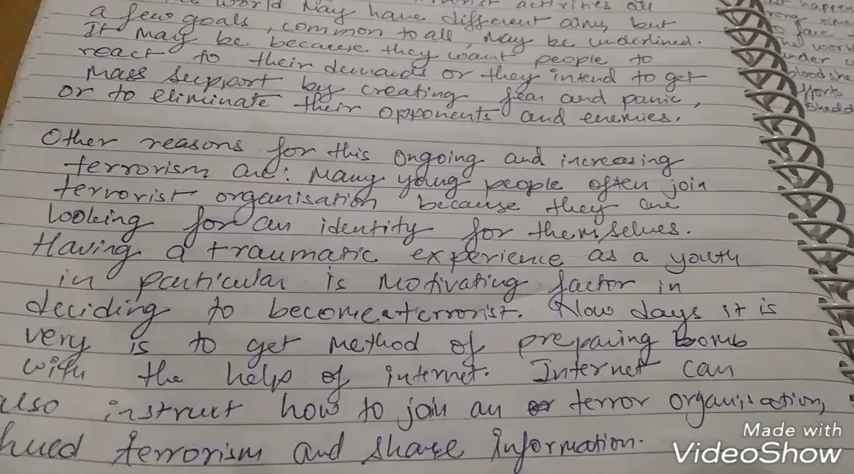 world may have different aims, but
a few goals, common to all, may be underlined.
It may be because they want people to
react to their demands or they intend to get
mass support by creating fear and panic,
or to eliminate their opponents and enemies.
Other reasons for this ongoing and increasing
terrorism are: Many young people often join
terrorist organisation because they are
looking for an identity for themselves.
Having a traumatic experience as a youth
in particular is motivating factor in
deciding to become a terrorist. Now days it is
very is to get method of preparing bomb
with the help of internet. Internet can
also instruct how to join an terror organisation,
terrorism and share information.
Made with
VideoShow